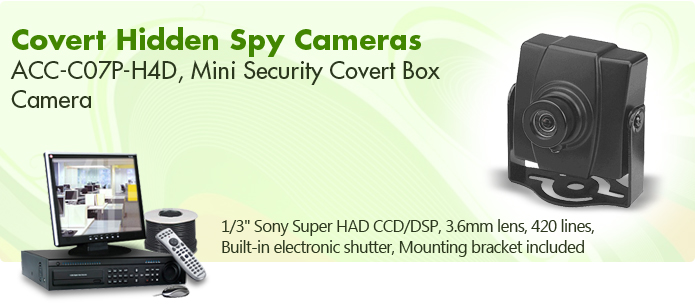 Covert Hidden Spy Cameras
ACC-C07P-H4D, Mini Security Covert Box
Camera
1/3" Sony Super HAD CCD/DSP, 3.6mm lens, 420 lines,
Built-in electronic shutter, Mounting bracket included